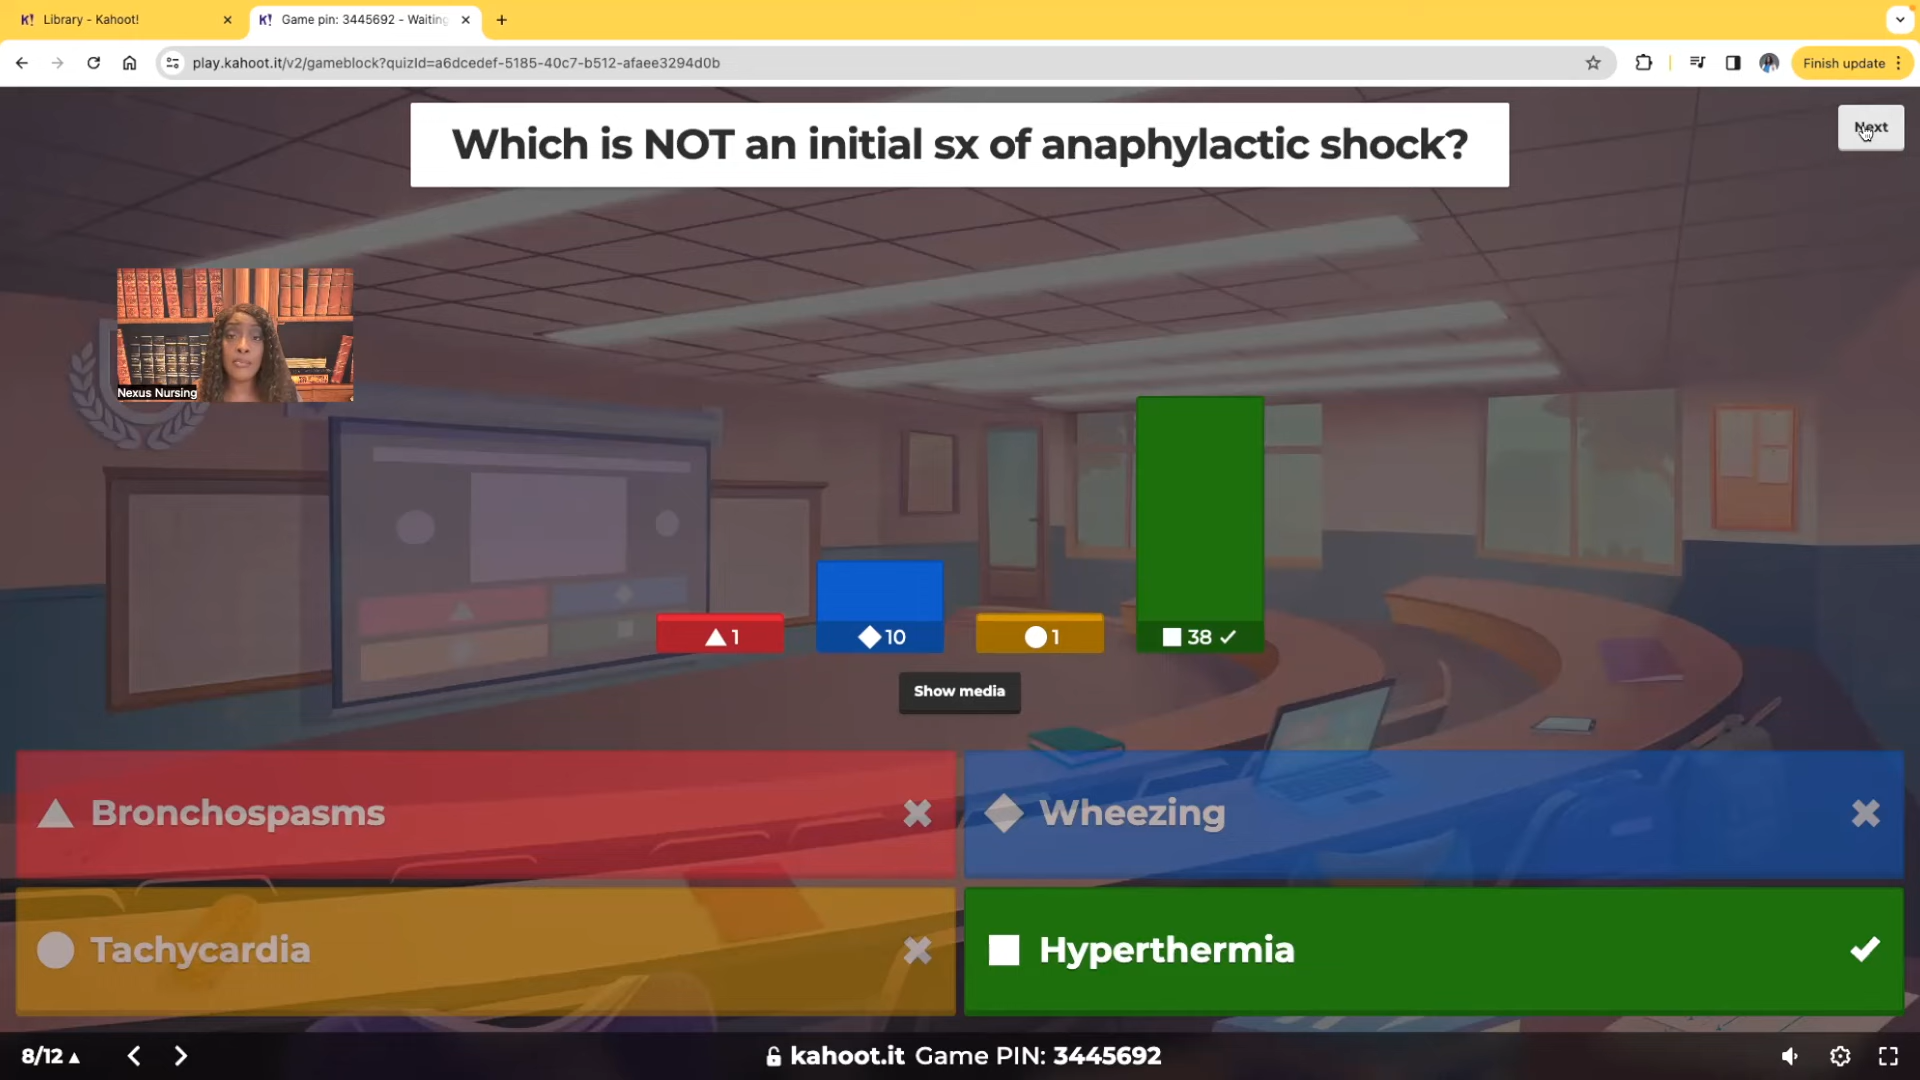 Library - Kahoot!
Game pin: 3445692 - Waiting
play.kahoot.it/v2/gameblock?quizId=a6dcedef-5185-40c7-b512-afaee3294d0b
Finish update
Which is NOT an initial sx of anaphylactic shock?
Next
Nexus Nursing
1
10
1
38
Show media
Bronchospasms
Wheezing
Tachycardia
Hyperthermia
8/12
kahoot.it Game PIN: 3445692